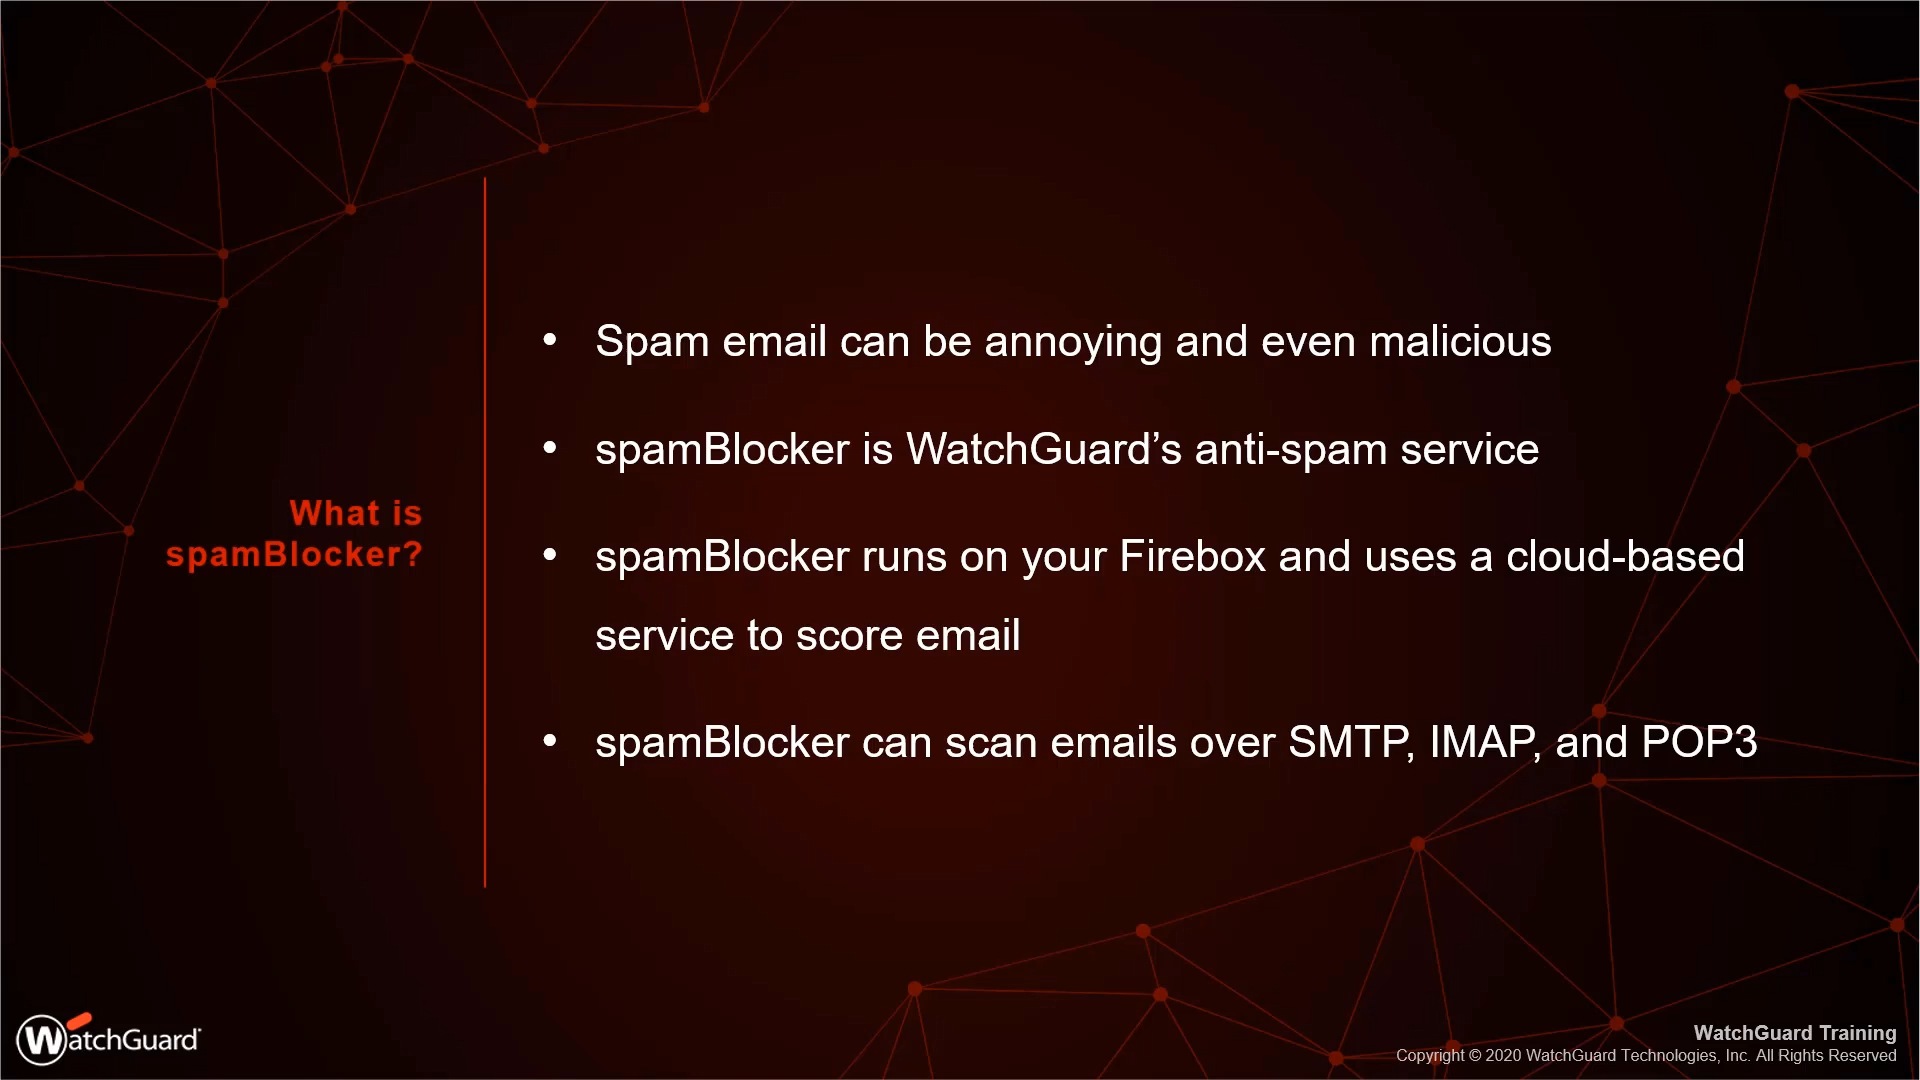 What is
spamBlocker?
• Spam email can be annoying and even malicious
• spamBlocker is WatchGuard’s anti-spam service
• spamBlocker runs on your Firebox and uses a cloud-based
service to score email
• spamBlocker can scan emails over SMTP, IMAP, and POP3
WatchGuard
WatchGuard Training
Copyright © 2020 WatchGuard Technologies, Inc. All Rights Reserved